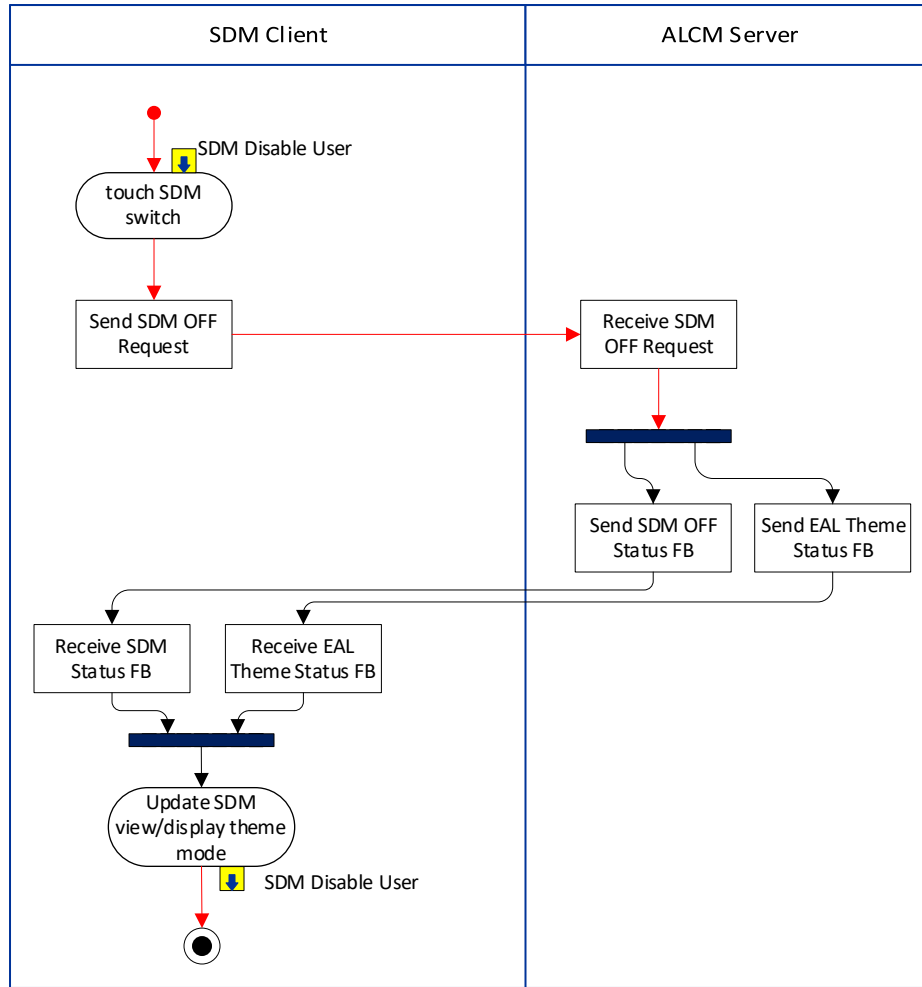 SDM Client
ALCM Server
SDM Disable User
touch SDM
switch
Send SDM OFF
Request
Receive SDM
OFF Request
Send SDM OFF
Status FB
Send EAL Theme
Status FB
Receive SDM
Status FB
Receive EAL
Theme Status FB
Update SDM
view/display theme
mode
SDM Disable User